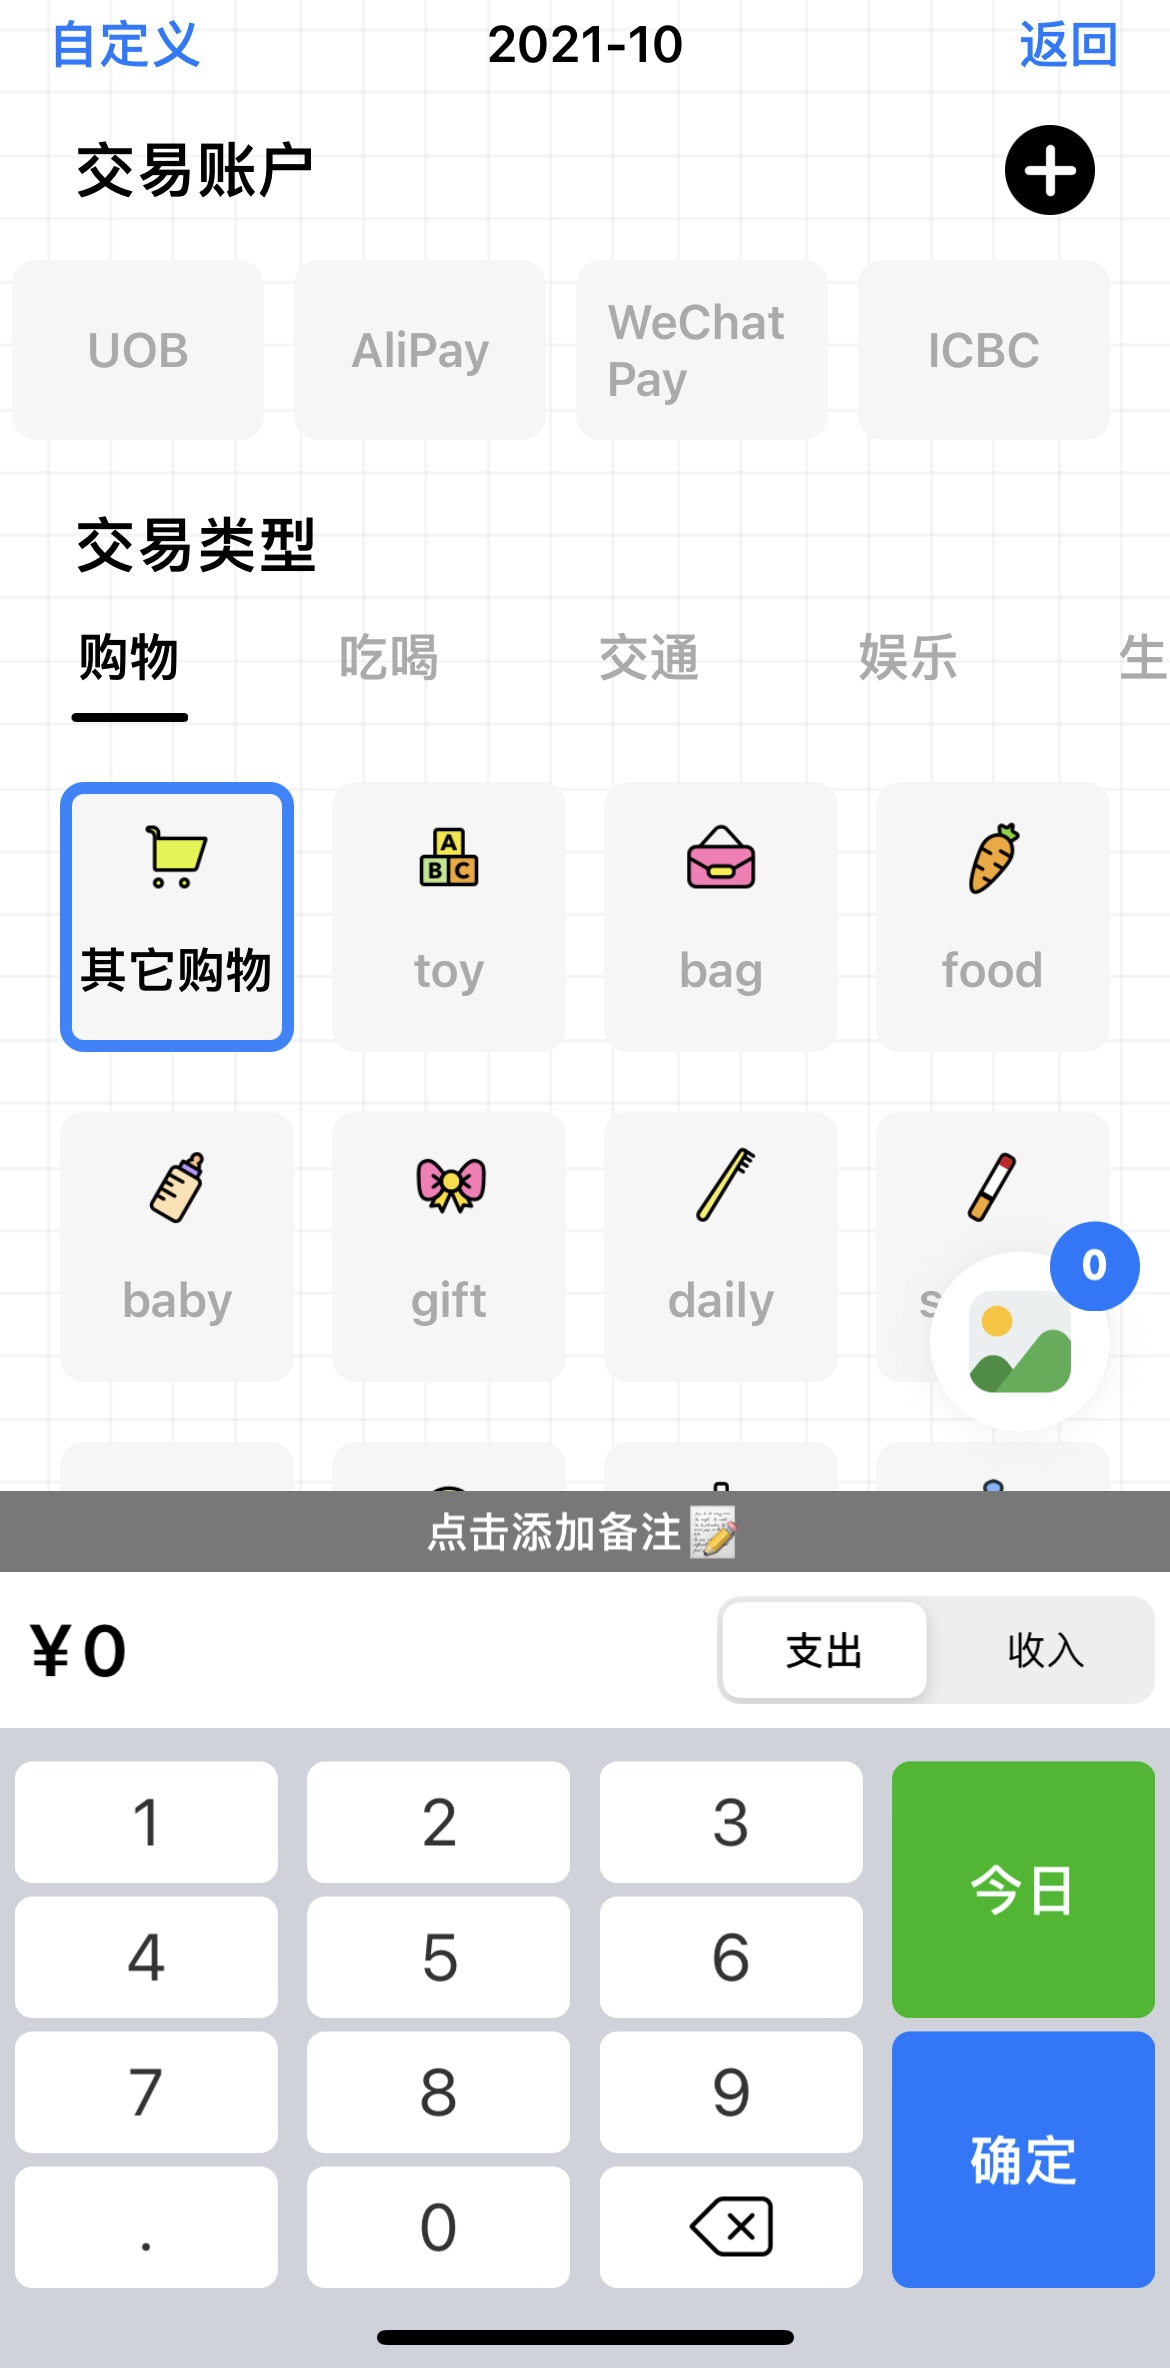 自定义 2021-10 返回
交易账户
UOB AliPay WeChat Pay ICBC
交易类型
购物 吃喝 交通 娱乐 生
A
B C
其它购物 toy bag food
baby gift daily s
0
点击添加备注
¥0 支出 收入
1 2 3
今日
4 5 6
7 8 9
确定
. 0